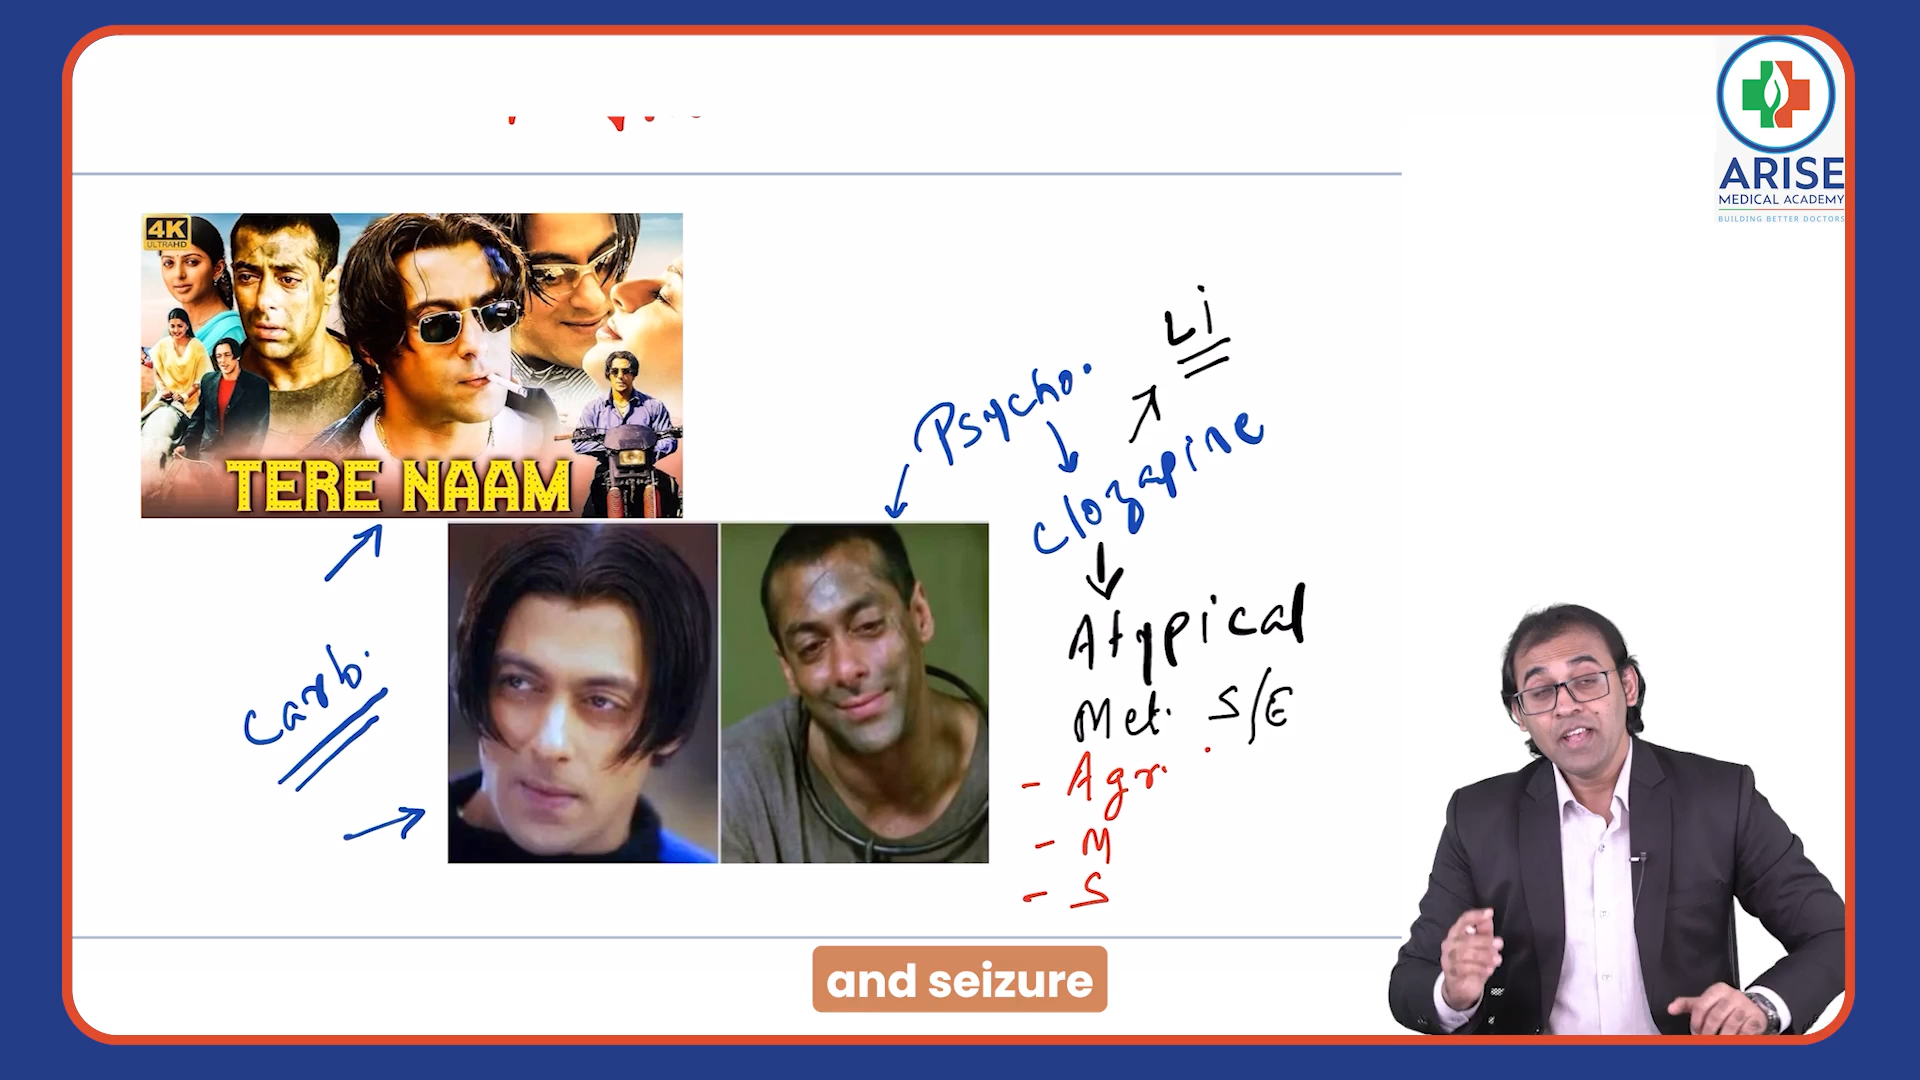 4K
ULTRAHD
TERE NAAM
ARISE
MEDICAL ACADEMY
BUILDING BETTER DOCTORS
Li
Psycho.
Clozapine
Atypical
Met. S/E
- Agr.
- M
- S
Carb.
and seizure